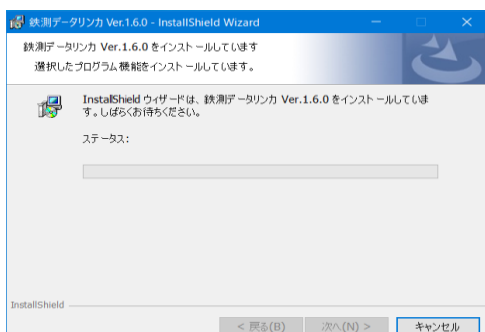 鉄測データリンカ Ver.1.6.0 - InstallShield Wizard
鉄測データリンカ Ver.1.6.0 をインストールしています
選択したプログラム機能をインストールしています。
InstallShield ウィザードは、鉄測データリンカ Ver.1.6.0 をインストールしていま
す。しばらくお待ちください。
ステータス:
InstallShield
< 戻る(B)
次へ(N) >
キャンセル